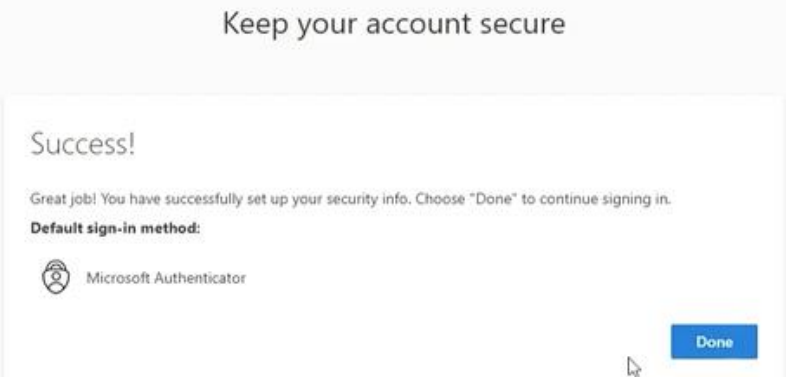 Keep your account secure
Success!
Great job! You have successfully set up your security info. Choose "Done" to continue signing in.
Default sign-in method:
Microsoft Authenticator
Done